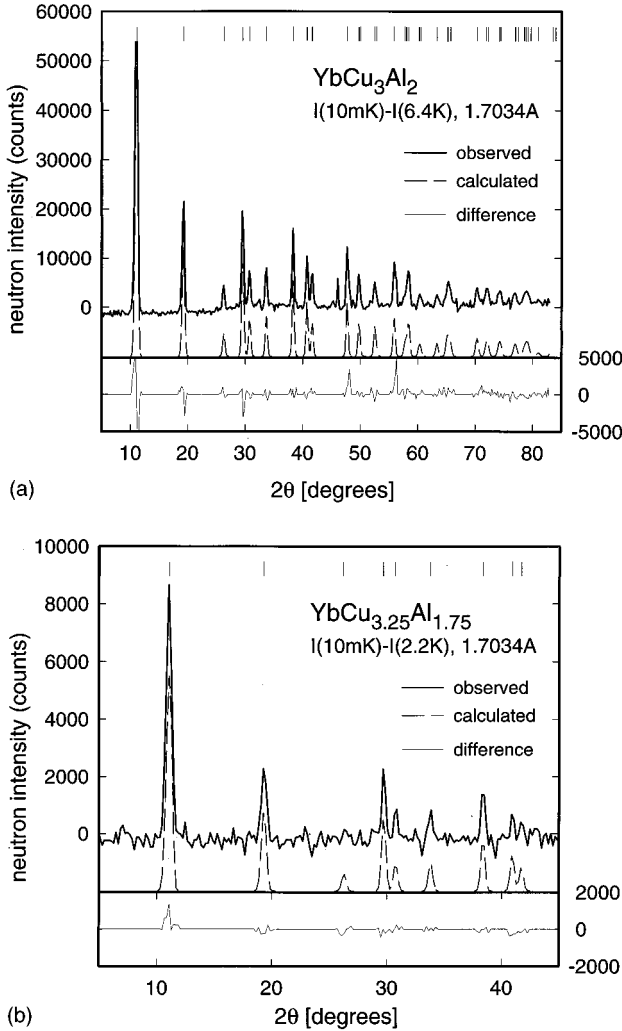 60000
50000
40000
30000
20000
10000
0
neutron intensity (counts)
YbCu₃Al₂
I(10mK)-I(6.4K), 1.7034A
observed
calculated
difference
5000
0
-5000
10 20 30 40 50 60 70 80
2θ [degrees]
(a)
10000
8000
6000
4000
2000
0
neutron intensity (counts)
YbCu₃.₂₅Al₁.₇₅
I(10mK)-I(2.2K), 1.7034A
observed
calculated
difference
2000
0
-2000
10 20 30 40
2θ [degrees]
(b)